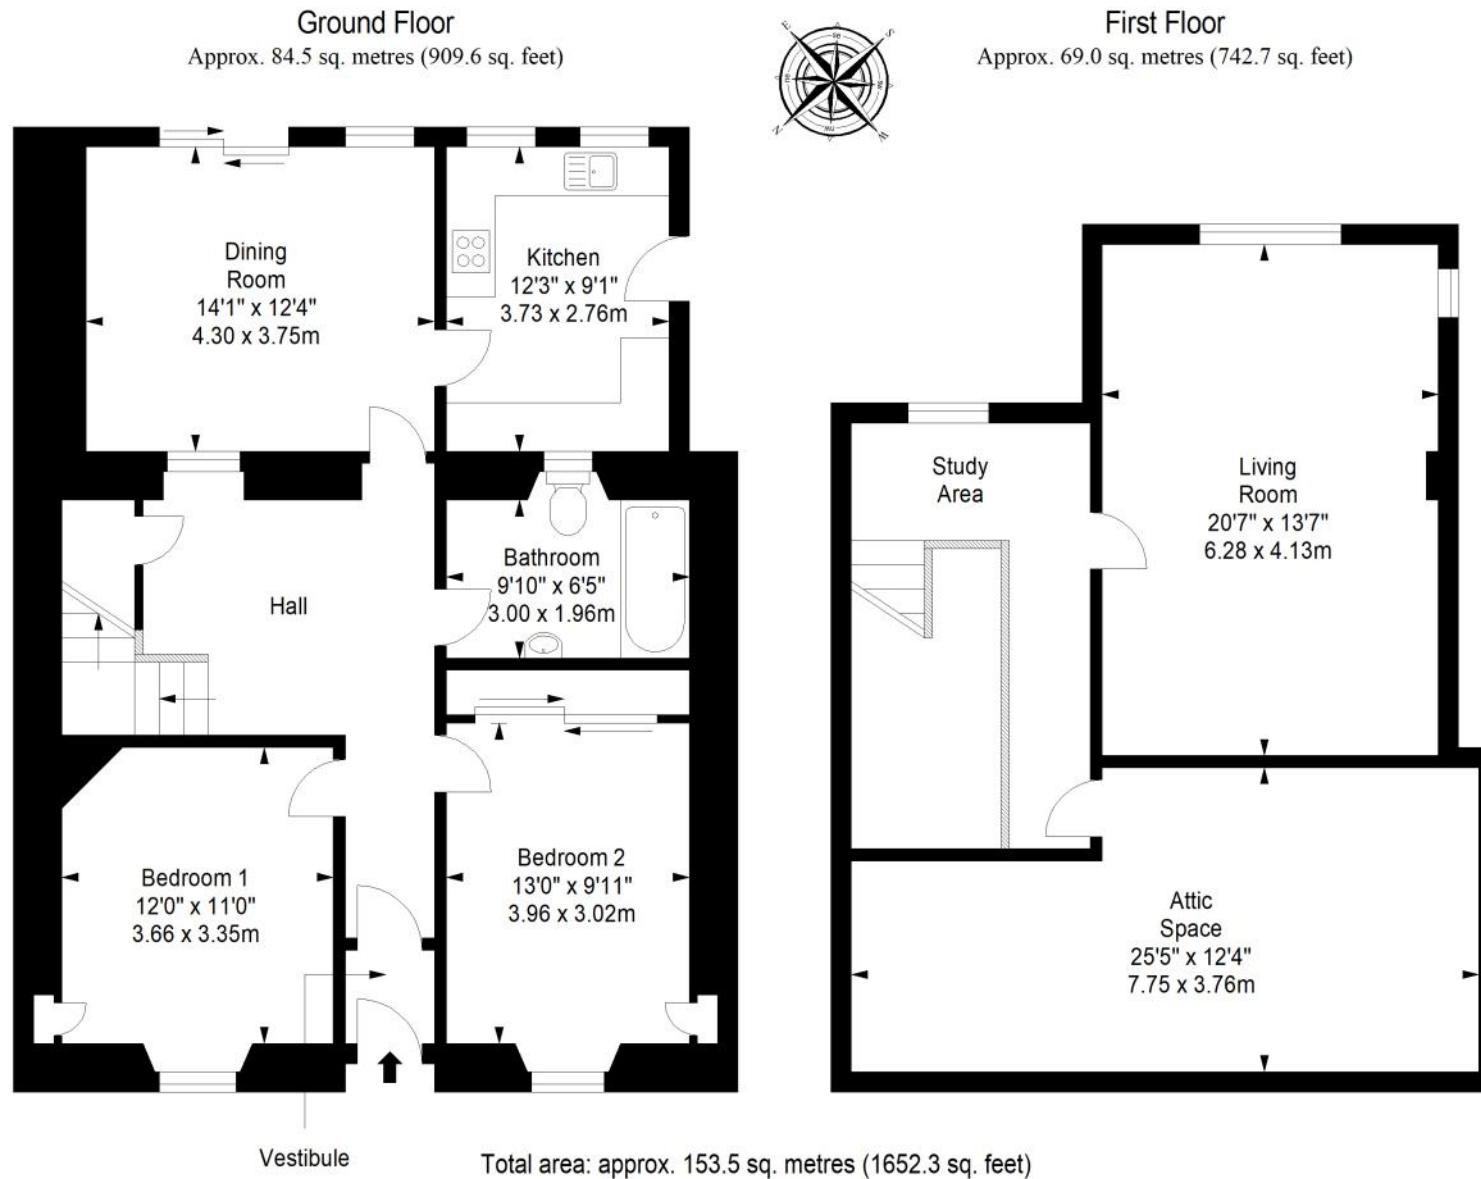 Ground Floor
Approx. 84.5 sq. metres (909.6 sq. feet)
E
S
N
W
se
ne
sw
nw
First Floor
Approx. 69.0 sq. metres (742.7 sq. feet)
Dining
Room
14'1" x 12'4"
4.30 x 3.75m
Kitchen
12'3" x 9'1"
3.73 x 2.76m
Hall
Bathroom
9'10" x 6'5"
3.00 x 1.96m
Bedroom 1
12'0" x 11'0"
3.66 x 3.35m
Bedroom 2
13'0" x 9'11"
3.96 x 3.02m
Vestibule
Study
Area
Living
Room
20'7" x 13'7"
6.28 x 4.13m
Attic
Space
25'5" x 12'4"
7.75 x 3.76m
Total area: approx. 153.5 sq. metres (1652.3 sq. feet)